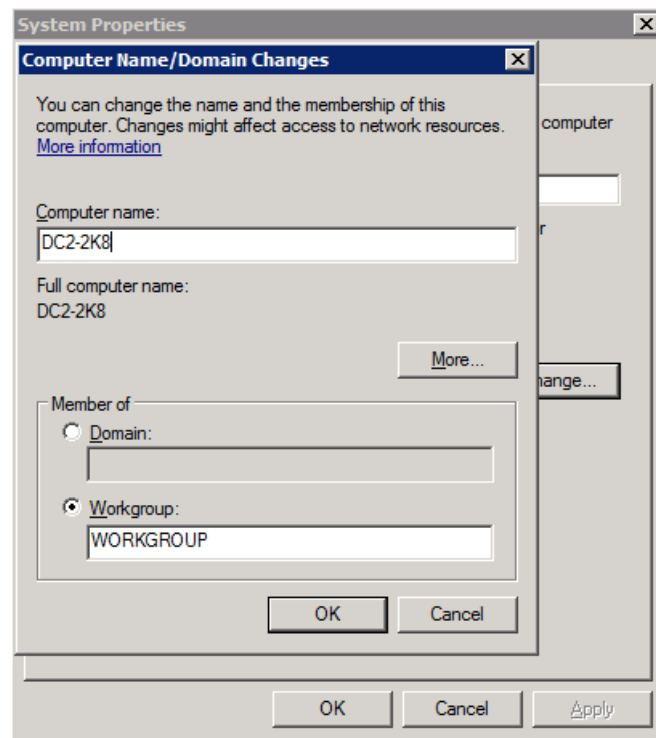 System Properties
Computer Name/Domain Changes
You can change the name and the membership of this
computer. Changes might affect access to network resources.
More information
computer
Computer name:
DC2-2K8
r
Full computer name:
DC2-2K8
More...
hange...
Member of
Domain:
Workgroup:
WORKGROUP
OK Cancel
OK Cancel Apply